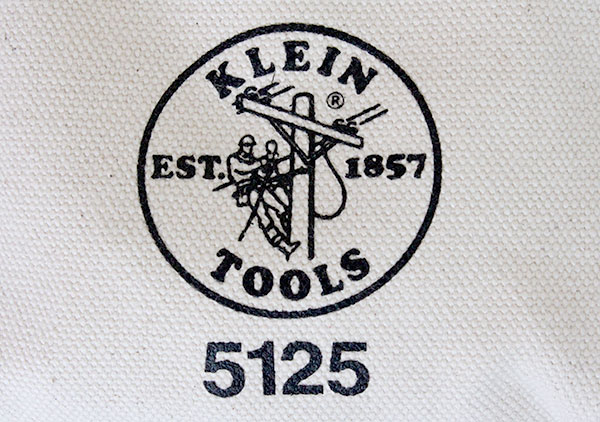 KLEIN
®
EST. 1857
TOOLS
5125